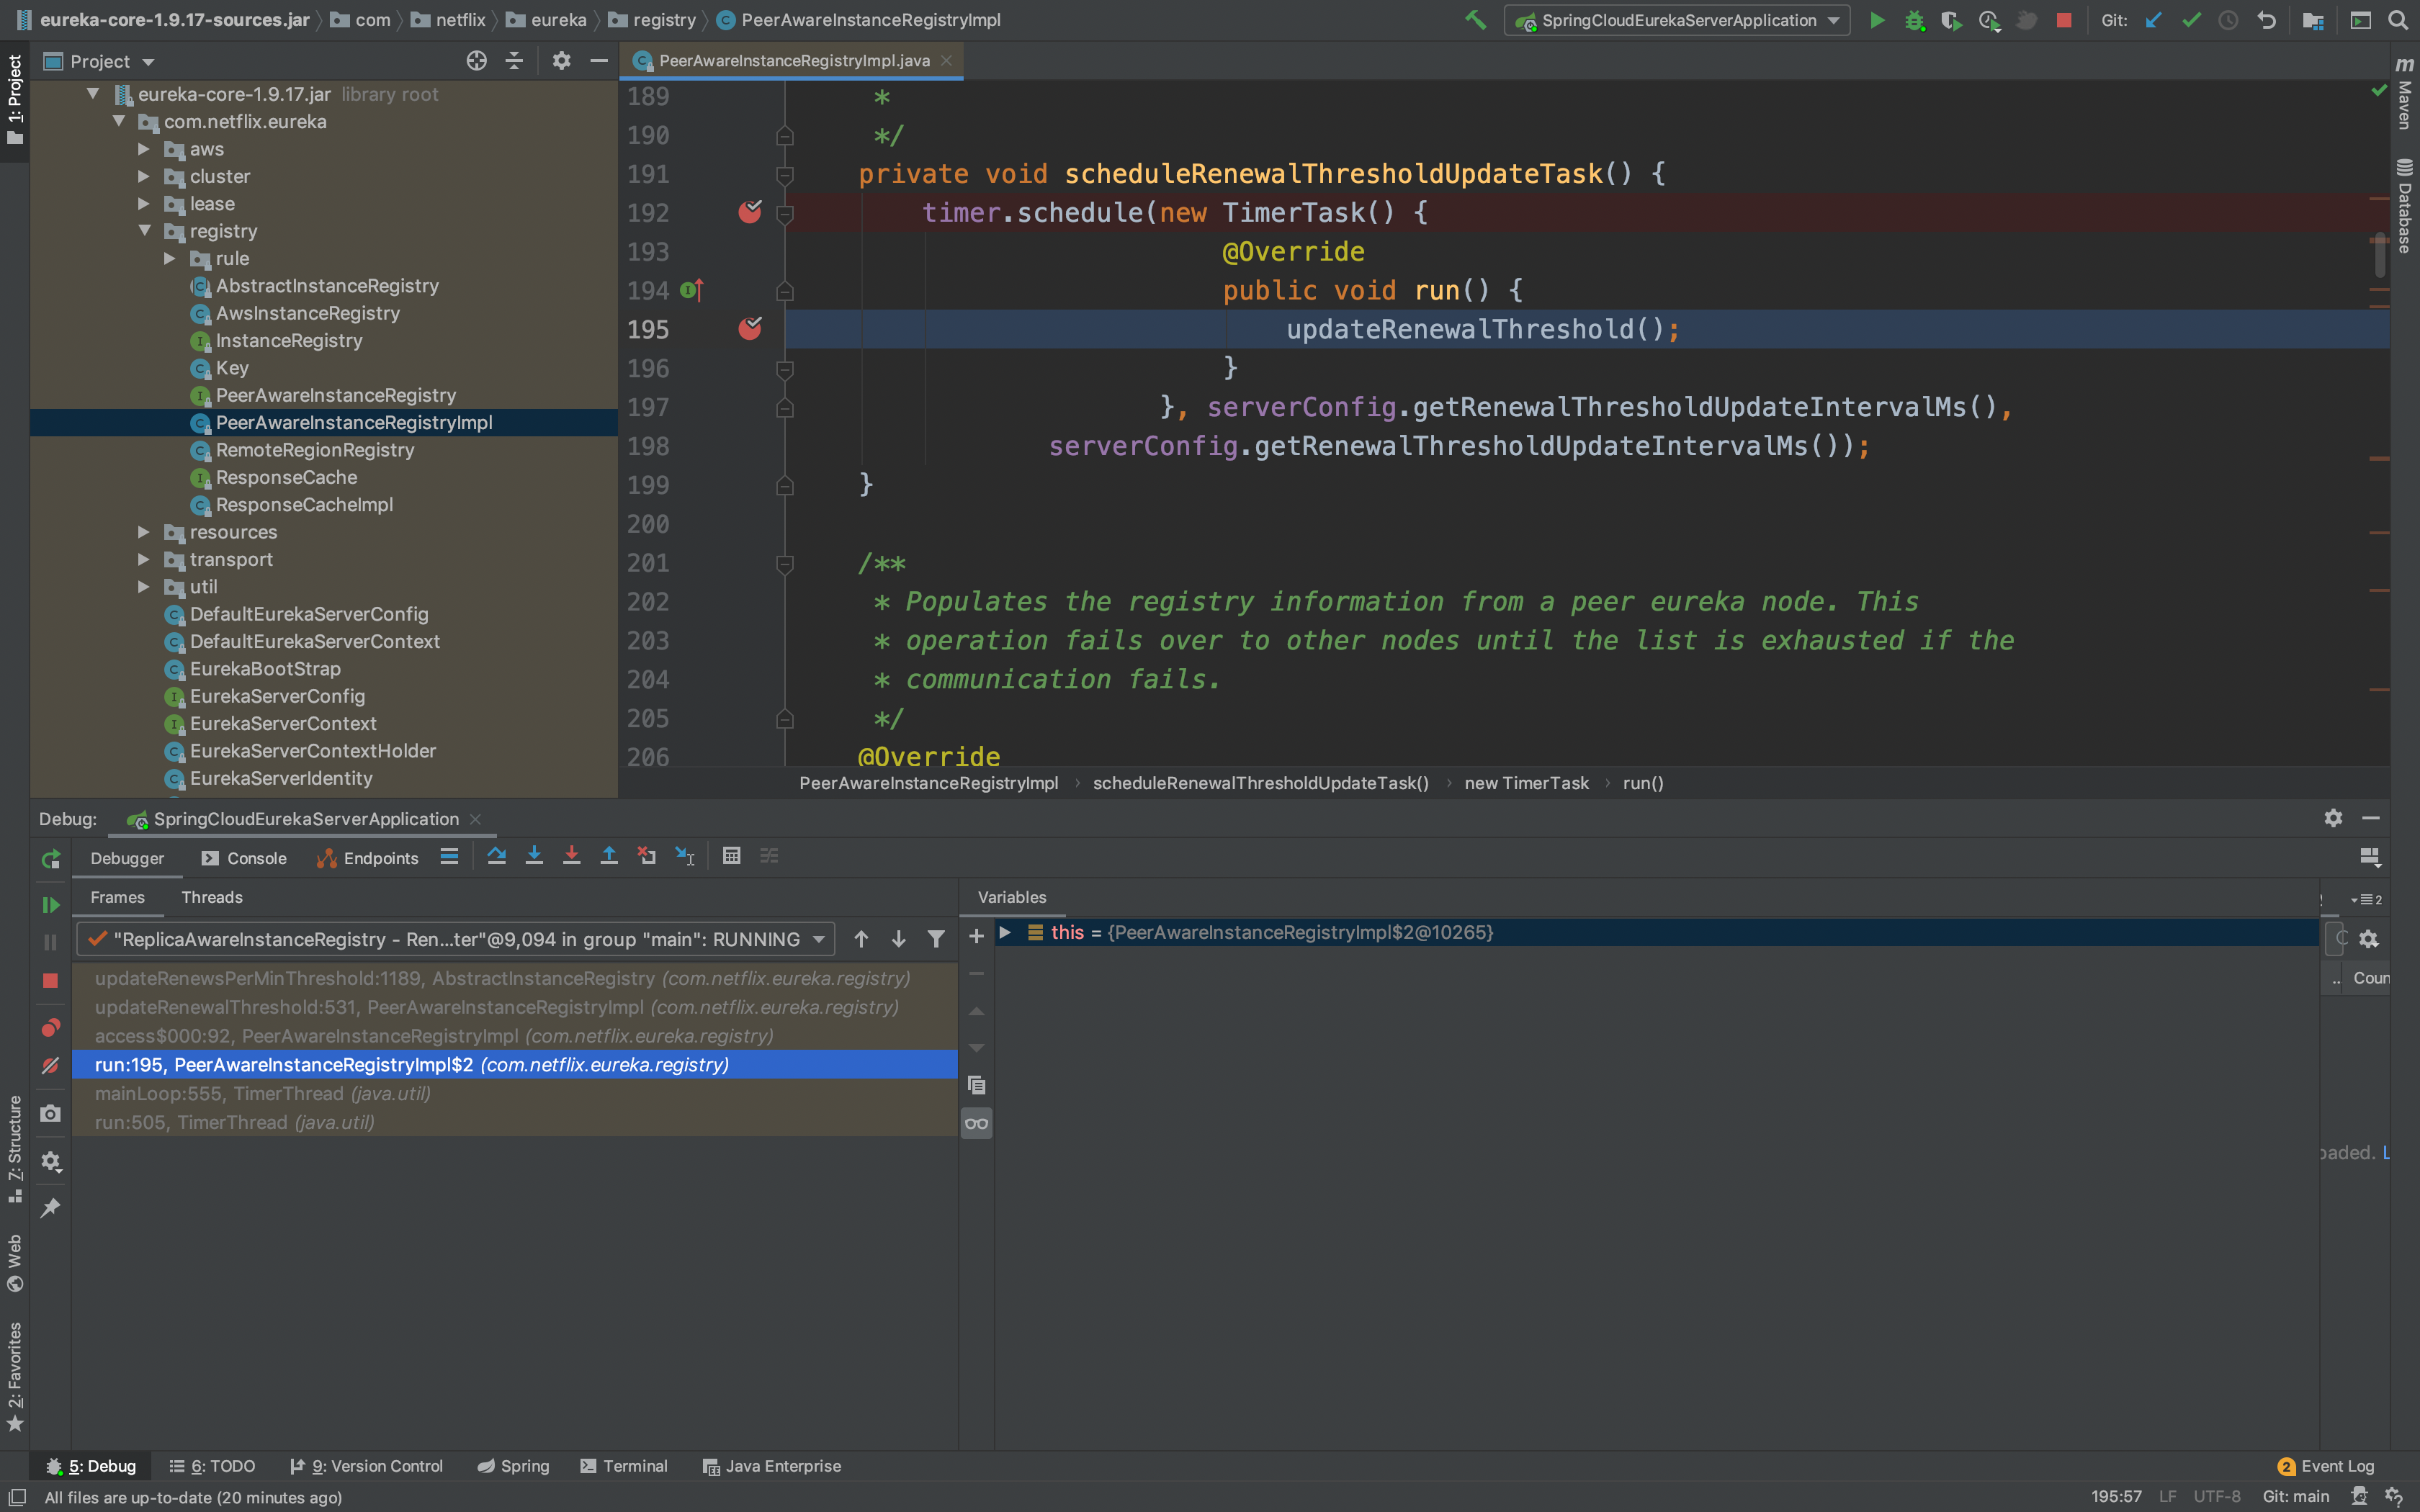 eureka-core-1.9.17-sources.jar com netflix eureka registry PeerAwareInstanceRegistryImpl
SpringCloudEurekaServerApplication Git:
1: Project
Project
PeerAwareInstanceRegistryImpl.java
eureka-core-1.9.17.jar library root
com.netflix.eureka
aws
cluster
lease
registry
rule
AbstractInstanceRegistry
AwsInstanceRegistry
InstanceRegistry
Key
PeerAwareInstanceRegistry
PeerAwareInstanceRegistryImpl
RemoteRegionRegistry
ResponseCache
ResponseCacheImpl
resources
transport
util
DefaultEurekaServerConfig
DefaultEurekaServerContext
EurekaBootStrap
EurekaServerConfig
EurekaServerContext
EurekaServerContextHolder
EurekaServerIdentity
189 *
190 */
191 private void scheduleRenewalThresholdUpdateTask() {
192 timer.schedule(new TimerTask() {
193 @Override
194 public void run() {
195 updateRenewalThreshold();
196 }
197 }, serverConfig.getRenewalThresholdUpdateIntervalMs(),
198 serverConfig.getRenewalThresholdUpdateIntervalMs());
199 }
200
201 /**
202 * Populates the registry information from a peer eureka node. This
203 * operation fails over to other nodes until the list is exhausted if the
204 * communication fails.
205 */
206 @Override
PeerAwareInstanceRegistryImpl › scheduleRenewalThresholdUpdateTask() › new TimerTask › run()
m Maven
Database
Debug: SpringCloudEurekaServerApplication
Debugger Console Endpoints
Frames Threads
Variables
2
"ReplicaAwareInstanceRegistry - Ren...ter"@9,094 in group "main": RUNNING
this = {PeerAwareInstanceRegistryImpl$2@10265}
updateRenewsPerMinThreshold:1189, AbstractInstanceRegistry (com.netflix.eureka.registry)
updateRenewalThreshold:531, PeerAwareInstanceRegistryImpl (com.netflix.eureka.registry)
access$000:92, PeerAwareInstanceRegistryImpl (com.netflix.eureka.registry)
run:195, PeerAwareInstanceRegistryImpl$2 (com.netflix.eureka.registry)
mainLoop:555, TimerThread (java.util)
run:505, TimerThread (java.util)
.. Coun
oaded. L
7: Structure
Web
2: Favorites
5: Debug 6: TODO 9: Version Control Spring Terminal Java Enterprise 2 Event Log
All files are up-to-date (20 minutes ago) 195:57 LF UTF-8 Git: main